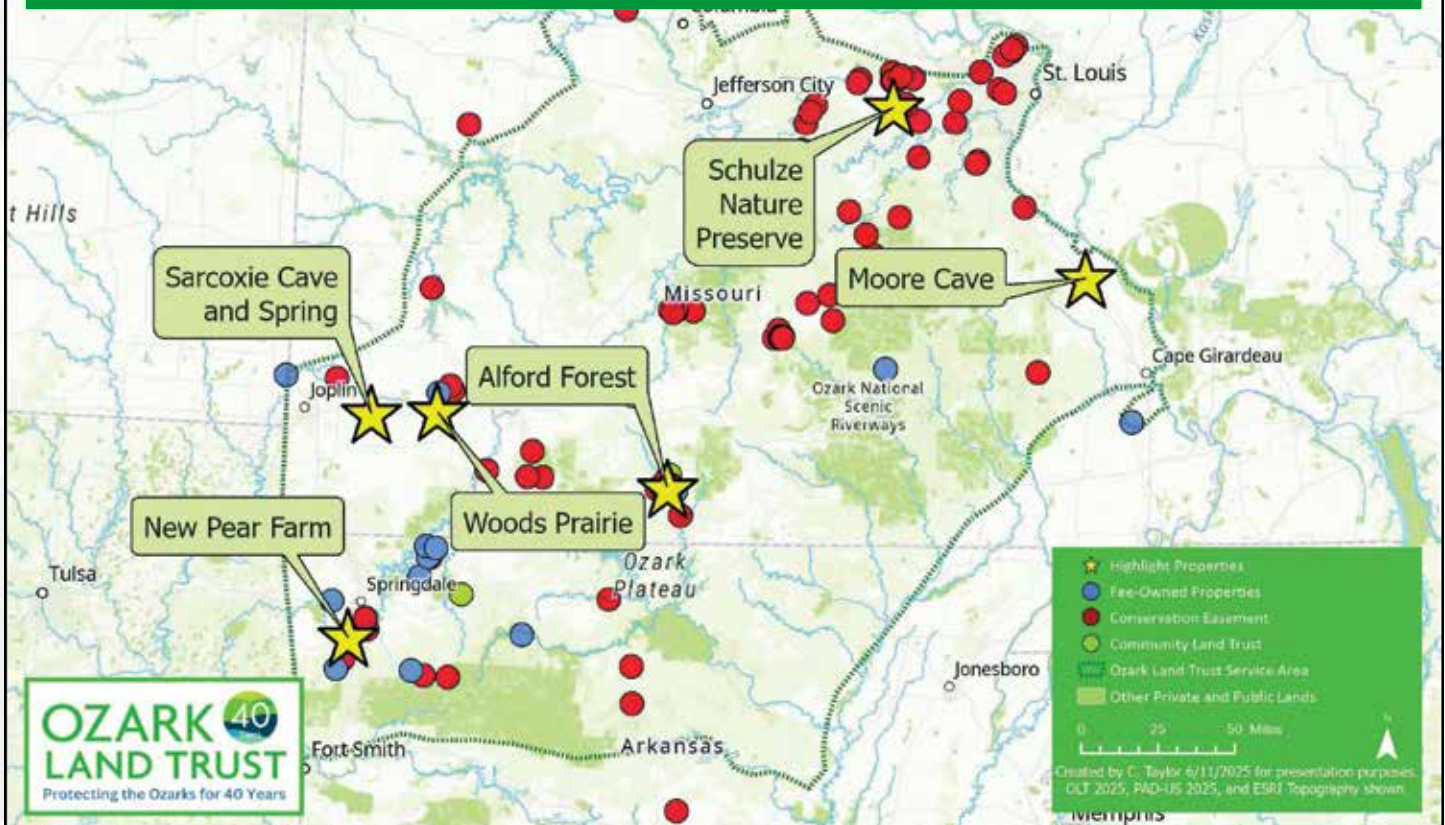 Columbia
Jefferson City
St. Louis
Schulze
Nature
Preserve
t Hills
Sarcoxie Cave
and Spring
Moore Cave
Missouri
Alford Forest
Cape Girardeau
Joplin
Ozark National
Scenic
Riverways
New Pear Farm
Woods Prairie
Ozark
Plateau
Tulsa
Springdale
Jonesboro
Fort Smith
Arkansas
Memphis
Highlight Properties
Fee-Owned Properties
Conservation Easement
Community Land Trust
Ozark Land Trust Service Area
Other Private and Public Lands
0 25 50 Miles
N
Created by C. Taylor 6/11/2025 for presentation purposes.
OLT 2025, PAD-US 2025, and ESRI Topography shown
OZARK 40
LAND TRUST
Protecting the Ozarks for 40 Years